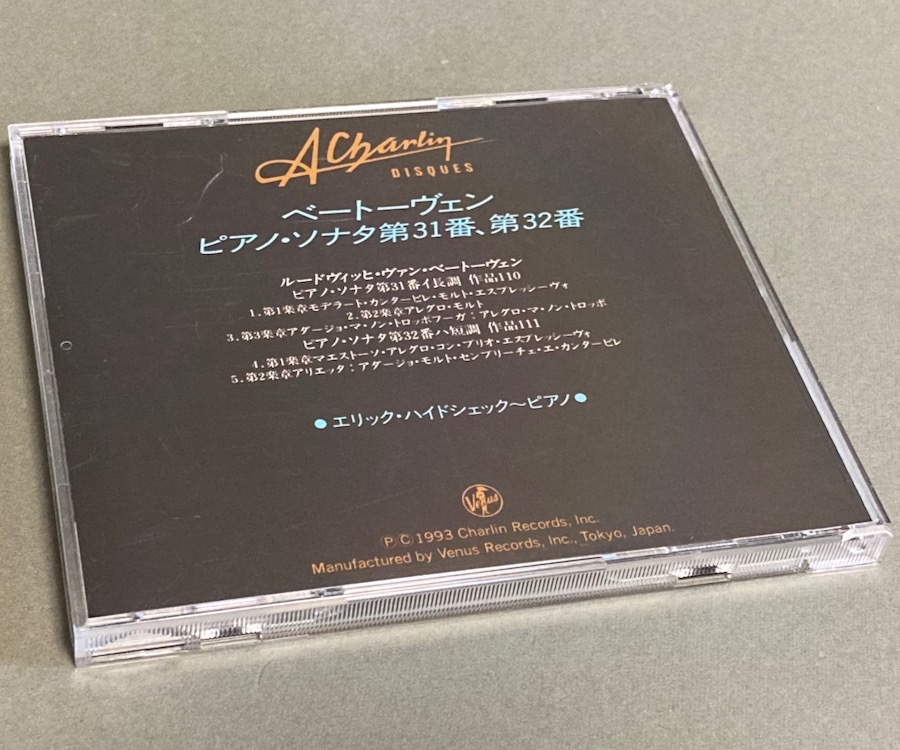 ACharlin
DISQUES
ベートーヴェン
ピアノ・ソナタ第31番、第32番
ルードヴィッヒ・ヴァン・ベートーヴェン
ピアノ・ソナタ第31番イ長調 作品110
1.第1楽章モデラート・カンタービレ・モルト・エスプレッシーヴォ
2.第2楽章アレグロ・モルト
3.第3楽章アダージョ・マ・ノン・トロッポフーガ：アレグロ・マ・ノン・トロッポ
ピアノ・ソナタ第32番ハ短調 作品111
4.第1楽章マエストーソ・アレグロ・コン・ブリオ・エスプレッシーヴォ
5.第2楽章アリエッタ：アダージョ・モルト・センプリーチェ・エ・カンタービレ
●エリック・ハイドシェック〜ピアノ●
Venus
Ⓟ/Ⓒ 1993 Charlin Records, Inc.
Manufactured by Venus Records, Inc., Tokyo, Japan.